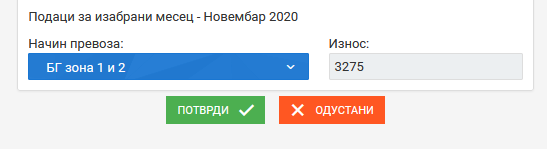 Подаци за изабрани месец - Новембар 2020
Начин превоза: Износ:
БГ зона 1 и 2 3275
ПОТВРДИ ОДУСТАНИ